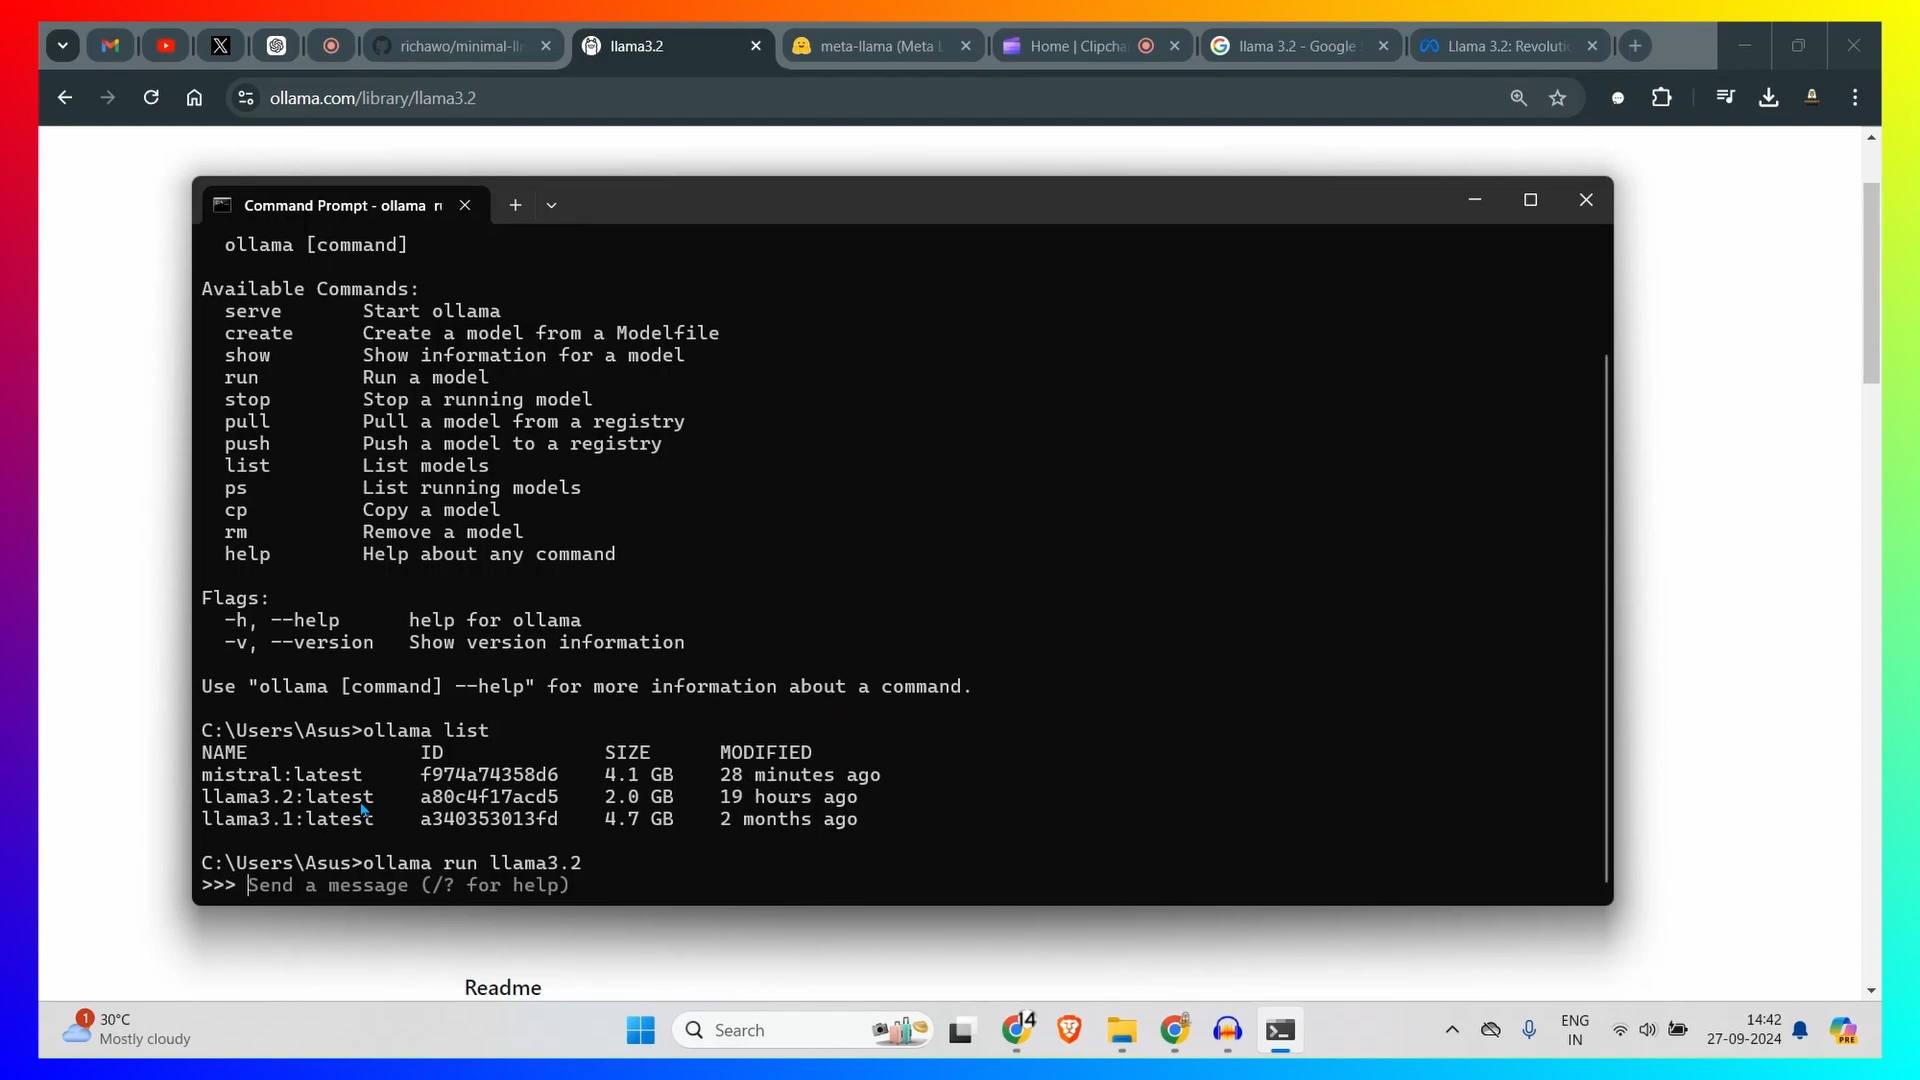 richawo/minimal-ll
llama3.2
meta-llama (Meta L
Home | Clipcha
llama 3.2 - Google
Llama 3.2: Revoluti
ollama.com/library/llama3.2
Command Prompt - ollama
ollama [command]
Available Commands:
serve Start ollama
create Create a model from a Modelfile
show Show information for a model
run Run a model
stop Stop a running model
pull Pull a model from a registry
push Push a model to a registry
list List models
ps List running models
cp Copy a model
rm Remove a model
help Help about any command
Flags:
-h, --help help for ollama
-v, --version Show version information
Use "ollama [command] --help" for more information about a command.
C:\Users\Asus>ollama list
NAME ID SIZE MODIFIED
mistral:latest f974a74358d6 4.1 GB 28 minutes ago
llama3.2:latest a80c4f17acd5 2.0 GB 19 hours ago
llama3.1:latest a340353013fd 4.7 GB 2 months ago
C:\Users\Asus>ollama run llama3.2
>>> Send a message (/? for help)
Readme
1
30°C
Mostly cloudy
Search
14
ENG
IN
14:42
27-09-2024
PRE